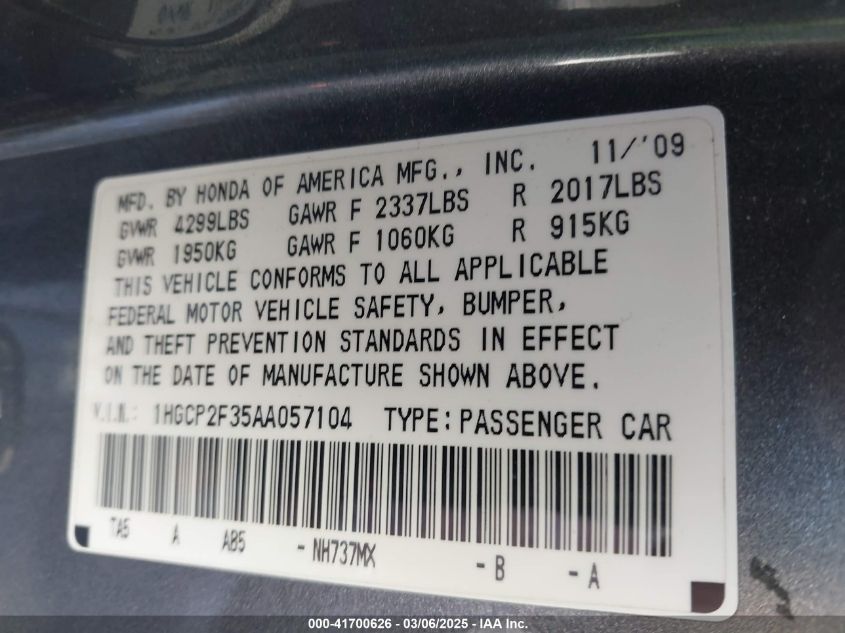 MFD. BY HONDA OF AMERICA MFG., INC. 11/'09
GVWR 4299LBS GAWR F 2337LBS R 2017LBS
GVWR 1950KG GAWR F 1060KG R 915KG
THIS VEHICLE CONFORMS TO ALL APPLICABLE
FEDERAL MOTOR VEHICLE SAFETY, BUMPER,
AND THEFT PREVENTION STANDARDS IN EFFECT
ON THE DATE OF MANUFACTURE SHOWN ABOVE.
V.I.N.: 1HGCP2F35AA057104 TYPE: PASSENGER CAR
TA5 A AB5 - NH737MX - B - A
000-41700626 - 03/06/2025 - IAA Inc.